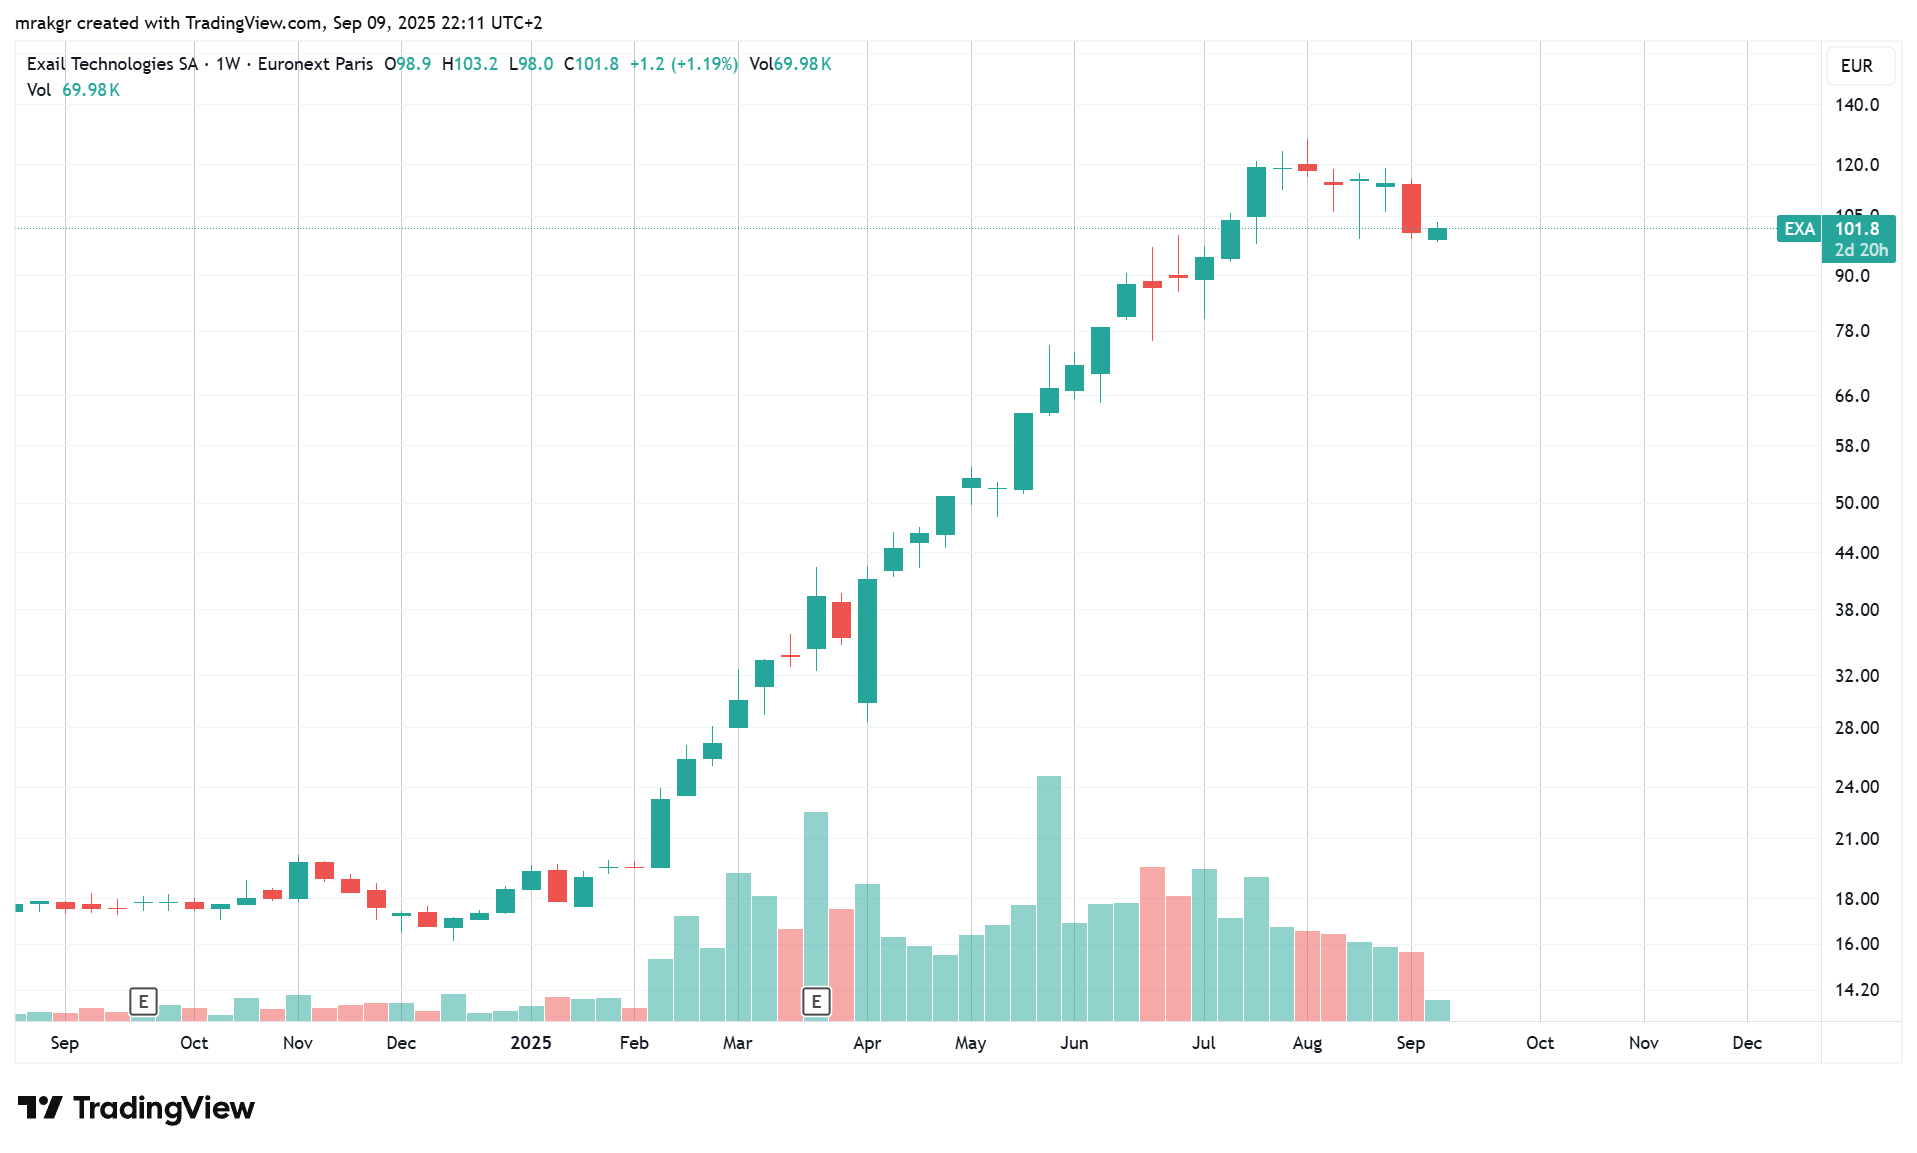 mrakgr created with TradingView.com, Sep 09, 2025 22:11 UTC+2
Exail Technologies SA · 1W · Euronext Paris O98.9 H103.2 L98.0 C101.8 +1.2 (+1.19%) Vol69.98K
Vol 69.98K
EUR
140.0
120.0
105.0
EXA 101.8
2d 20h
90.0
78.0
66.0
58.0
50.00
44.00
38.00
32.00
28.00
24.00
21.00
18.00
16.00
14.20
E E
Sep Oct Nov Dec 2025 Feb Mar Apr May Jun Jul Aug Sep Oct Nov Dec
TradingView